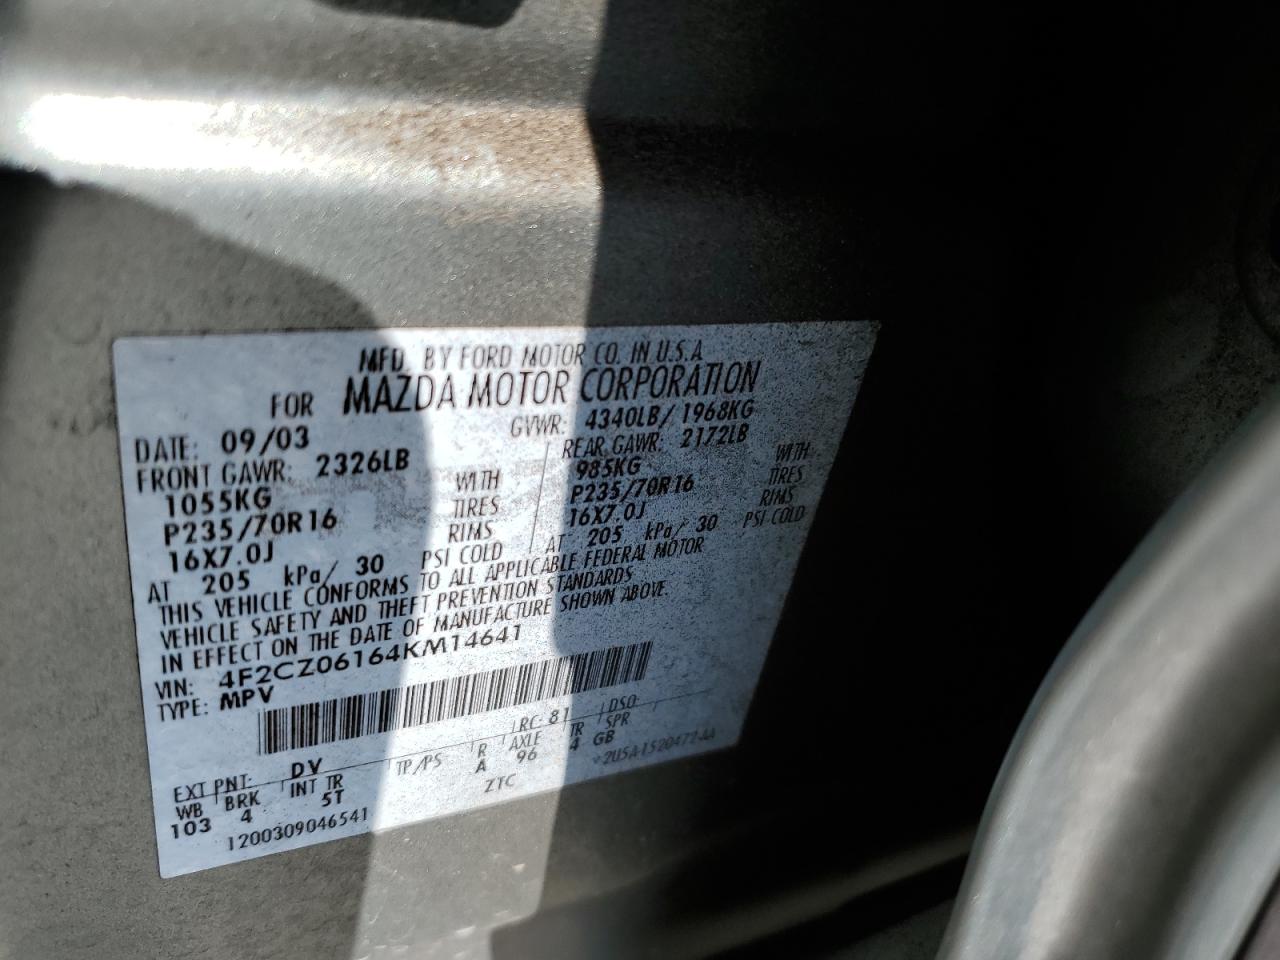 MFD. BY FORD MOTOR CO. IN U.S.A
FOR MAZDA MOTOR CORPORATION
DATE: 09/03 GVWR: 4340LB/ 1968KG
FRONT GAWR: 2326LB REAR GAWR: 2172LB
1055KG WITH 985KG WITH
P235/70R16 TIRES P235/70R16 TIRES
16X7.0J RIMS 16X7.0J RIMS
AT 205 kPa/ 30 PSI COLD AT 205 kPa/ 30 PSI COLD
THIS VEHICLE CONFORMS TO ALL APPLICABLE FEDERAL MOTOR
VEHICLE SAFETY AND THEFT PREVENTION STANDARDS
IN EFFECT ON THE DATE OF MANUFACTURE SHOWN ABOVE.
VIN: 4F2CZ06164KM14641
TYPE: MPV
EXT PNT: DV RC: 81 DSO:
WB BRK INT TR TP/PS R AXLE TR SPR
103 4 5T A 96 4 GB
1200309046541 ZTC V2U5A-1520472-AA